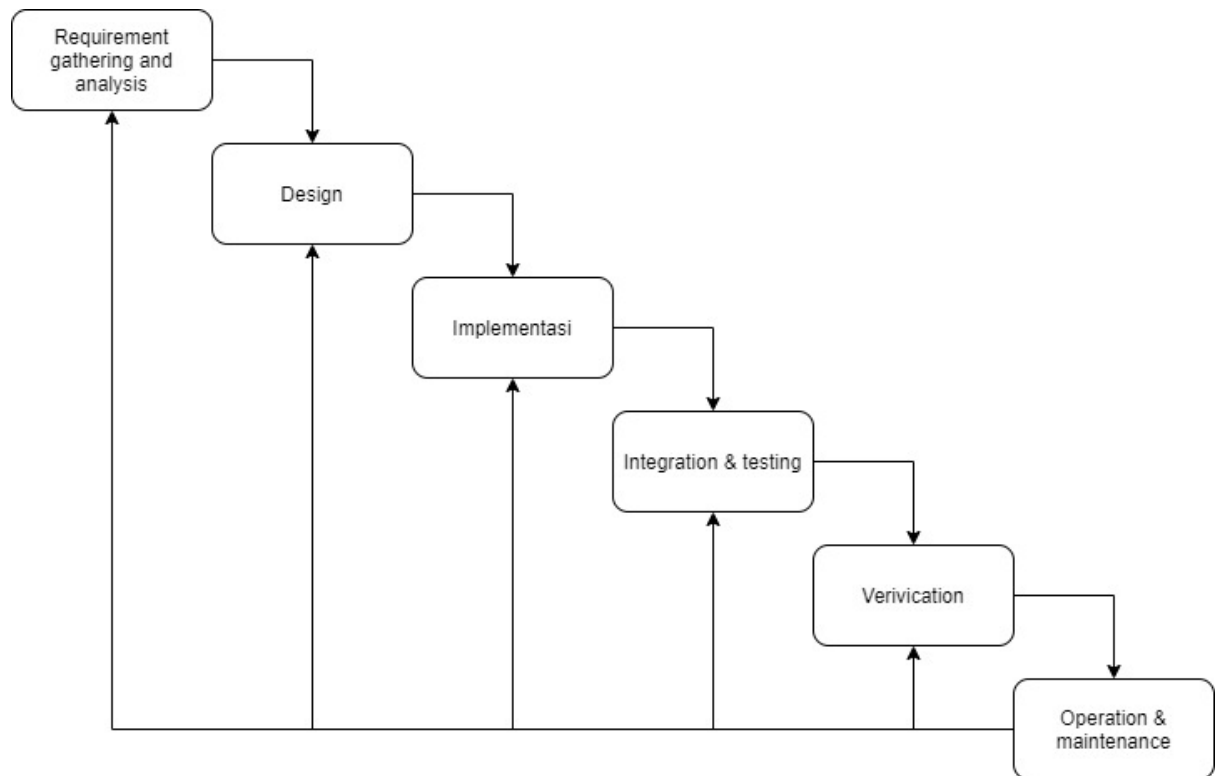 Requirement
gathering and
analysis
Design
Implementasi
Integration & testing
Verivication
Operation &
maintenance